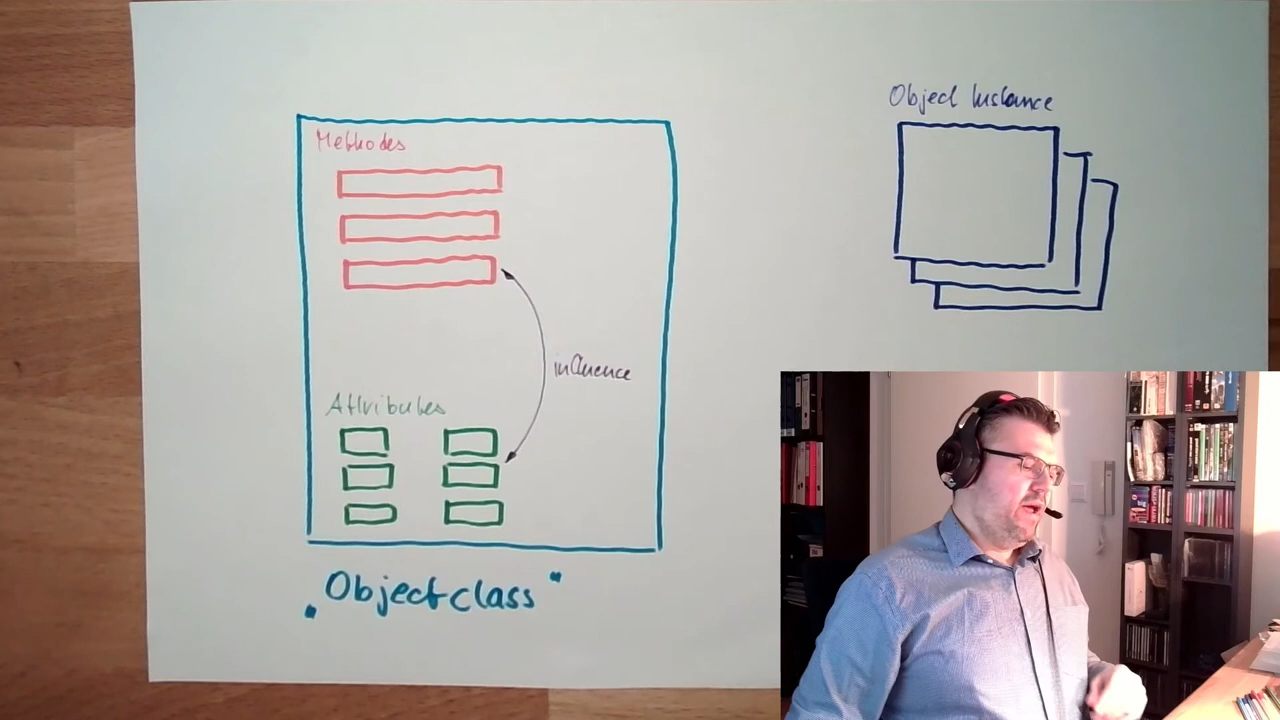 Methodes
influence
Attributes
Objectclass
Object Instance